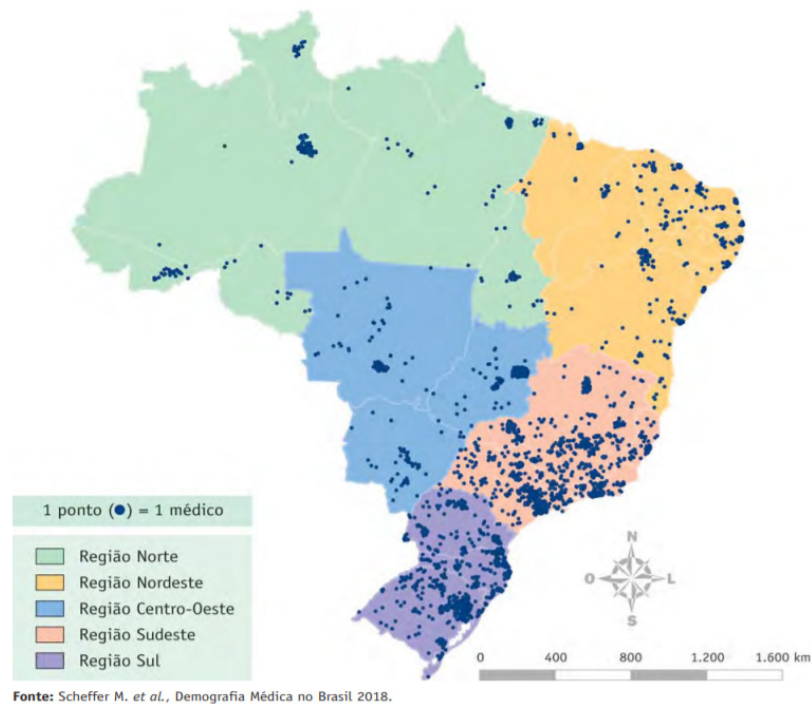 1 ponto (●) = 1 médico
Região Norte
Região Nordeste
Região Centro-Oeste
Região Sudeste
Região Sul
N
O
L
S
0 400 800 1.200 1.600 km
Fonte: Scheffer M. et al., Demografia Médica no Brasil 2018.